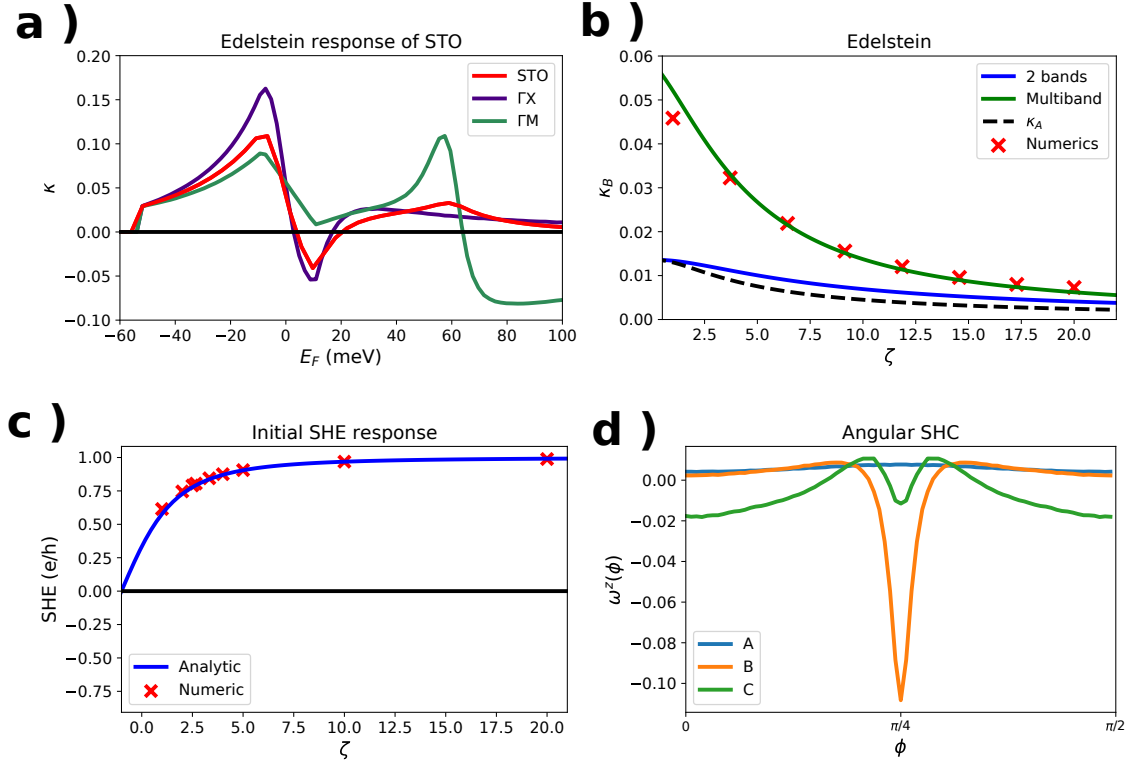 a )
Edelstein response of STO
0.20
0.15
0.10
0.05
0.00
−0.05
−0.10
κ
−60 −40 −20 0 20 40 60 80 100
E_F (meV)
STO
ΓX
ΓM
b )
Edelstein
0.06
0.05
0.04
0.03
0.02
0.01
0.00
κ_B
2.5 5.0 7.5 10.0 12.5 15.0 17.5 20.0
ζ
2 bands
Multiband
κ_A
Numerics
c )
Initial SHE response
1.00
0.75
0.50
0.25
0.00
−0.25
−0.50
−0.75
SHE (e/h)
0.0 2.5 5.0 7.5 10.0 12.5 15.0 17.5 20.0
ζ
Analytic
Numeric
d )
Angular SHC
0.00
−0.02
−0.04
−0.06
−0.08
−0.10
ω^z(ϕ)
0 π/4 π/2
ϕ
A
B
C